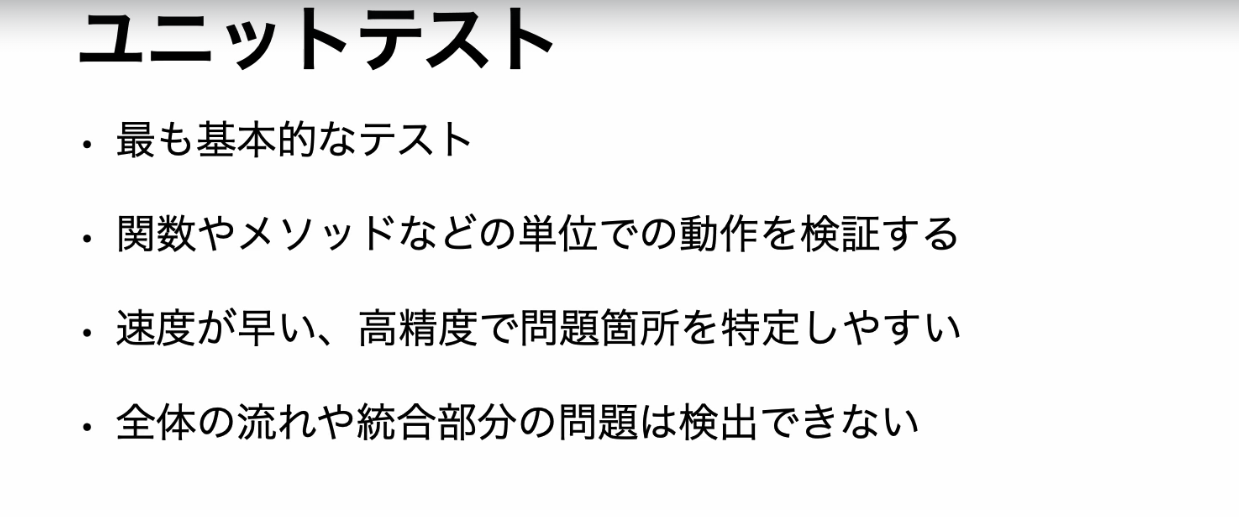 ユニットテスト
・最も基本的なテスト
・関数やメソッドなどの単位での動作を検証する
・速度が早い、高精度で問題箇所を特定しやすい
・全体の流れや統合部分の問題は検出できない